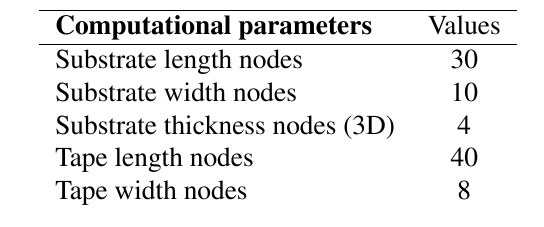 Computational parameters Values
Substrate length nodes 30
Substrate width nodes 10
Substrate thickness nodes (3D) 4
Tape length nodes 40
Tape width nodes 8